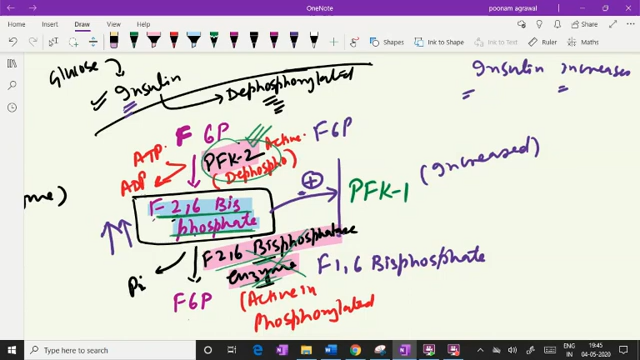 OneNote
poonam agrawal
Home Insert Draw View Help
Share
Ink to Shape Ink to Text Ruler Maths
Glucose
Insulin
Dephosphorylated
Insulin increases
F6P
F6P
ATP
ADP
PFK-2 Active
(Dephospho)
+
PFK-1
(Increased)
F-2,6 Bis
phosphate
F2,6 Bisphosphatase
enzyme
Pi
F6P
(Active in
Phosphorylated
F1,6 Bisphosphate
Type here to search
ENG
IN
19:45
04-05-2020